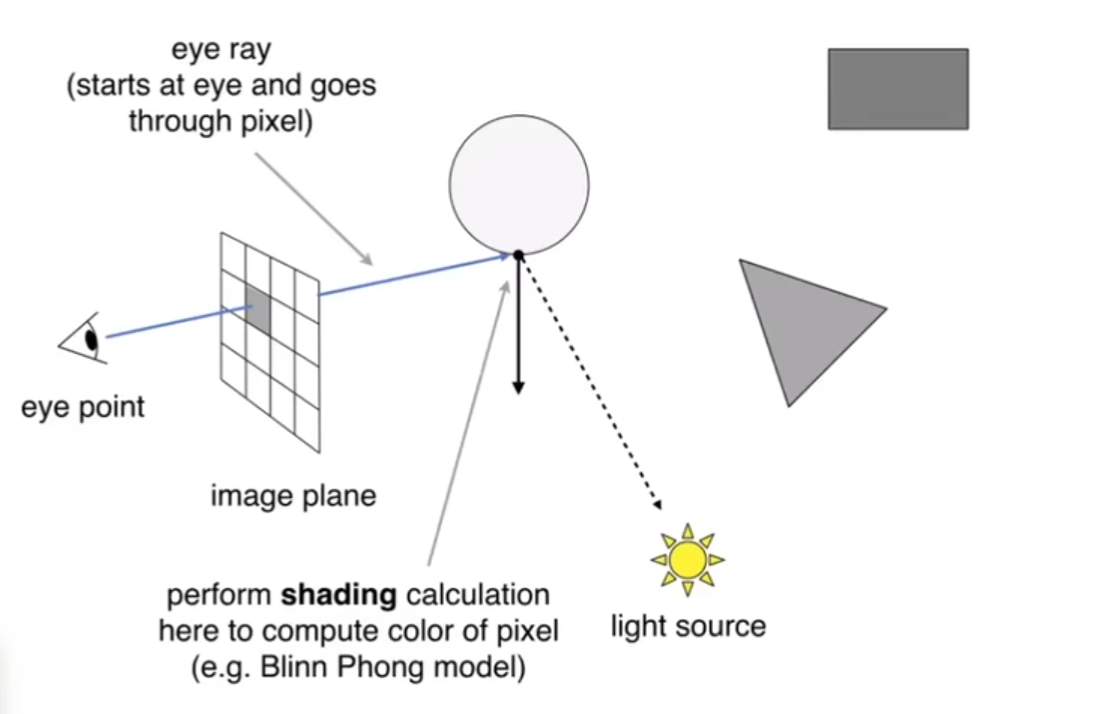 eye ray
(starts at eye and goes
through pixel)
eye point
image plane
perform shading calculation
here to compute color of pixel
(e.g. Blinn Phong model)
light source